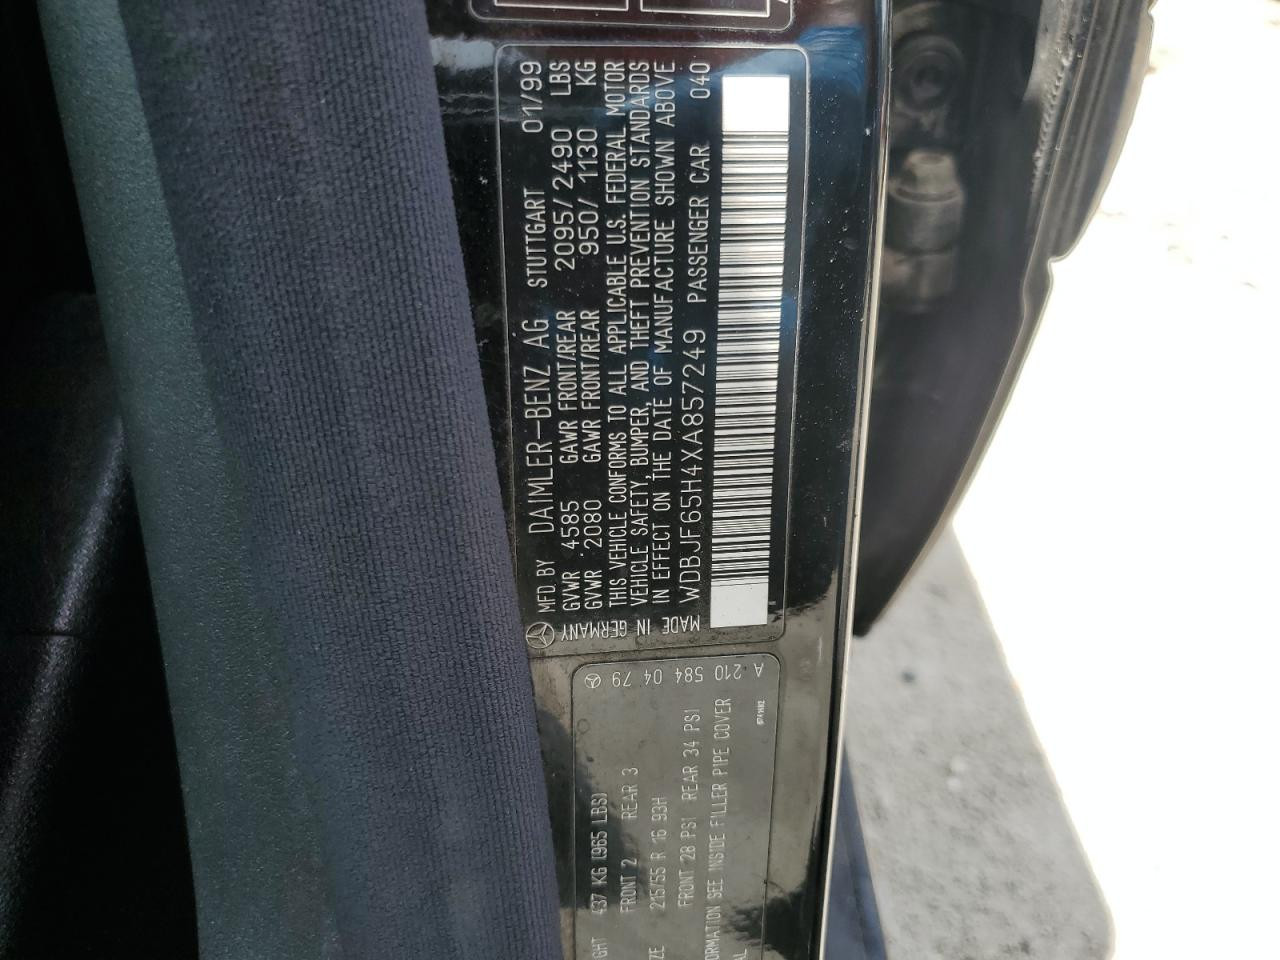 MFD. BY DAIMLER-BENZ AG STUTTGART 01/99
GVWR 4585 GAWR FRONT/REAR 2095/2490 LBS
GVWR 2080 GAWR FRONT/REAR 950/1130 KG
THIS VEHICLE CONFORMS TO ALL APPLICABLE U.S. FEDERAL MOTOR
VEHICLE SAFETY, BUMPER, AND THEFT PREVENTION STANDARDS
IN EFFECT ON THE DATE OF MANUFACTURE SHOWN ABOVE
WDBJF65H4XA857249 PASSENGER CAR 040
MADE IN GERMANY
A 210 584 04 79
GHT 437 KG (965 LBS)
FRONT 2 REAR 3
ZE 215/55 R 16 93H
FRONT 28 PSI REAR 34 PSI
ORMATION SEE INSIDE FILLER PIPE COVER
AL